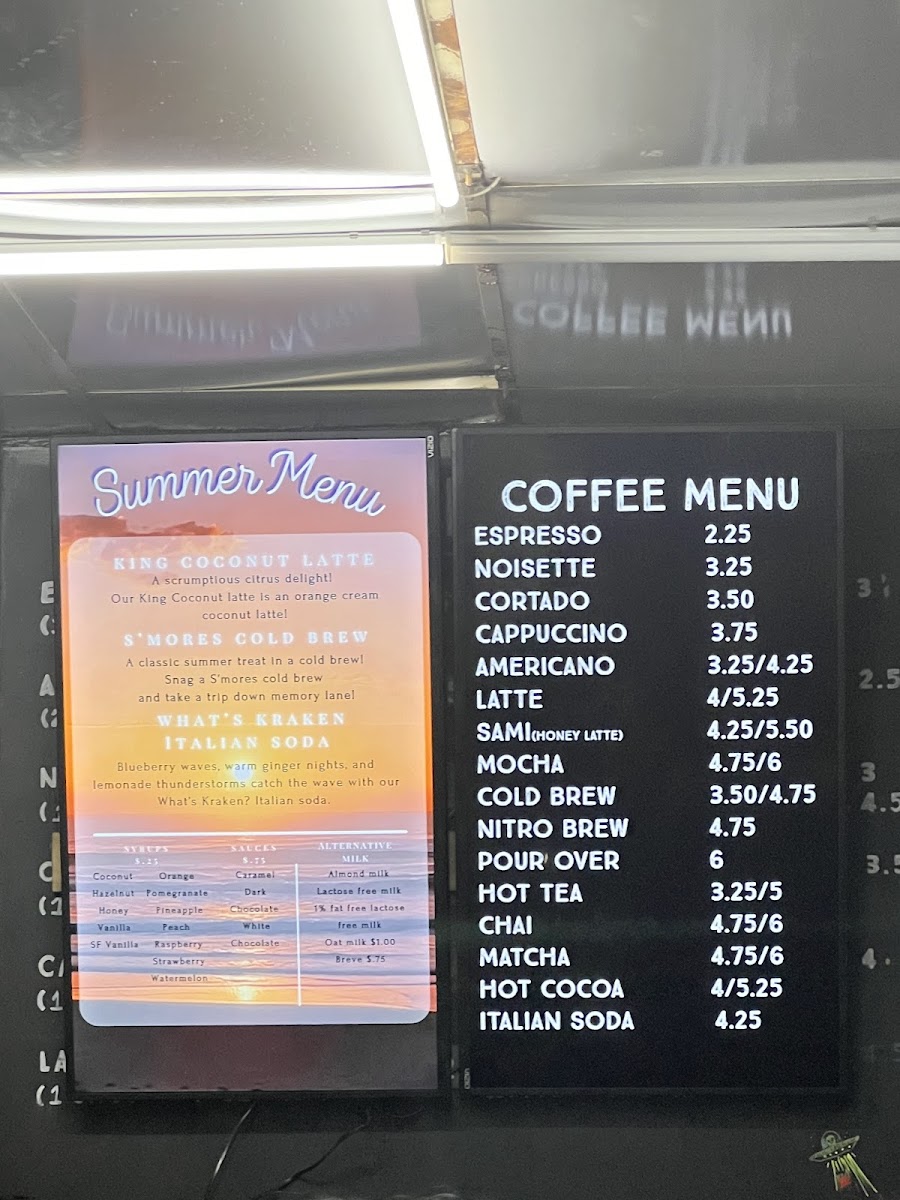 COFFEE MENU
Summer Menu
KING COCONUT LATTE
A scrumptious citrus delight!
Our King Coconut latte is an orange cream
coconut latte!
S'MORES COLD BREW
A classic summer treat in a cold brew!
Snag a S'mores cold brew
and take a trip down memory lane!
WHAT'S KRAKEN
ITALIAN SODA
Blueberry waves, warm ginger nights, and
lemonade thunderstorms catch the wave with our
What's Kraken? Italian soda.
SYRUPS
$.25
Coconut Orange
Hazelnut Pomegranate
Honey Pineapple
Vanilla Peach
SF Vanilla Raspberry
Strawberry
Watermelon
SAUCES
$.75
Caramel
Dark
Chocolate
White
Chocolate
ALTERNATIVE
MILK
Almond milk
Lactose free milk
1% fat free lactose
free milk
Oat milk $1.00
Breve $.75
VIZIO
COFFEE MENU
ESPRESSO 2.25
NOISETTE 3.25
CORTADO 3.50
CAPPUCCINO 3.75
AMERICANO 3.25/4.25
LATTE 4/5.25
SAMI(HONEY LATTE) 4.25/5.50
MOCHA 4.75/6
COLD BREW 3.50/4.75
NITRO BREW 4.75
POUR OVER 6
HOT TEA 3.25/5
CHAI 4.75/6
MATCHA 4.75/6
HOT COCOA 4/5.25
ITALIAN SODA 4.25